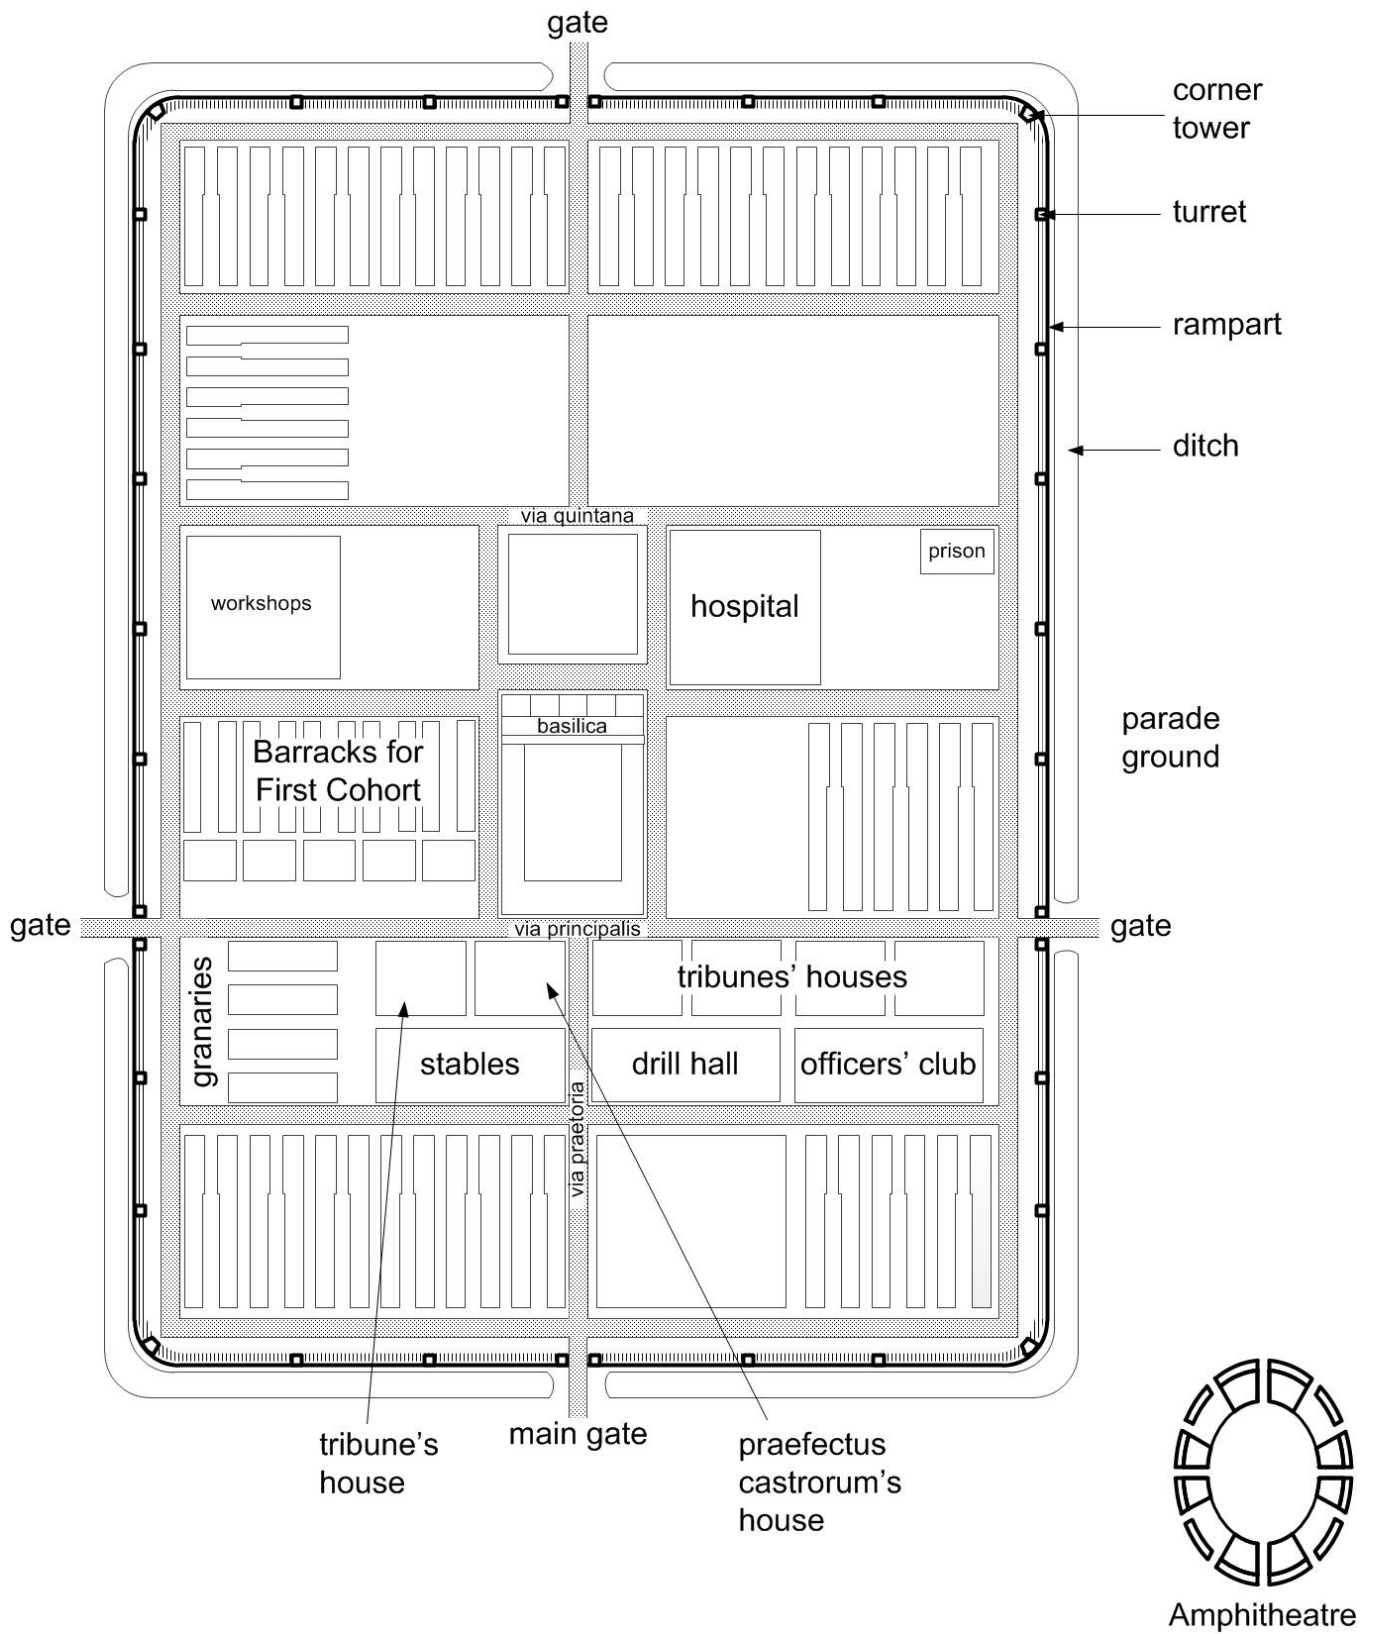 gate
corner
tower
turret
rampart
ditch
via quintana
prison
workshops
hospital
parade
ground
basilica
Barracks for
First Cohort
gate
via principalis
gate
granaries
tribunes’ houses
stables
drill hall
officers’ club
via praetoria
main gate
tribune’s
house
praefectus
castrorum’s
house
Amphitheatre